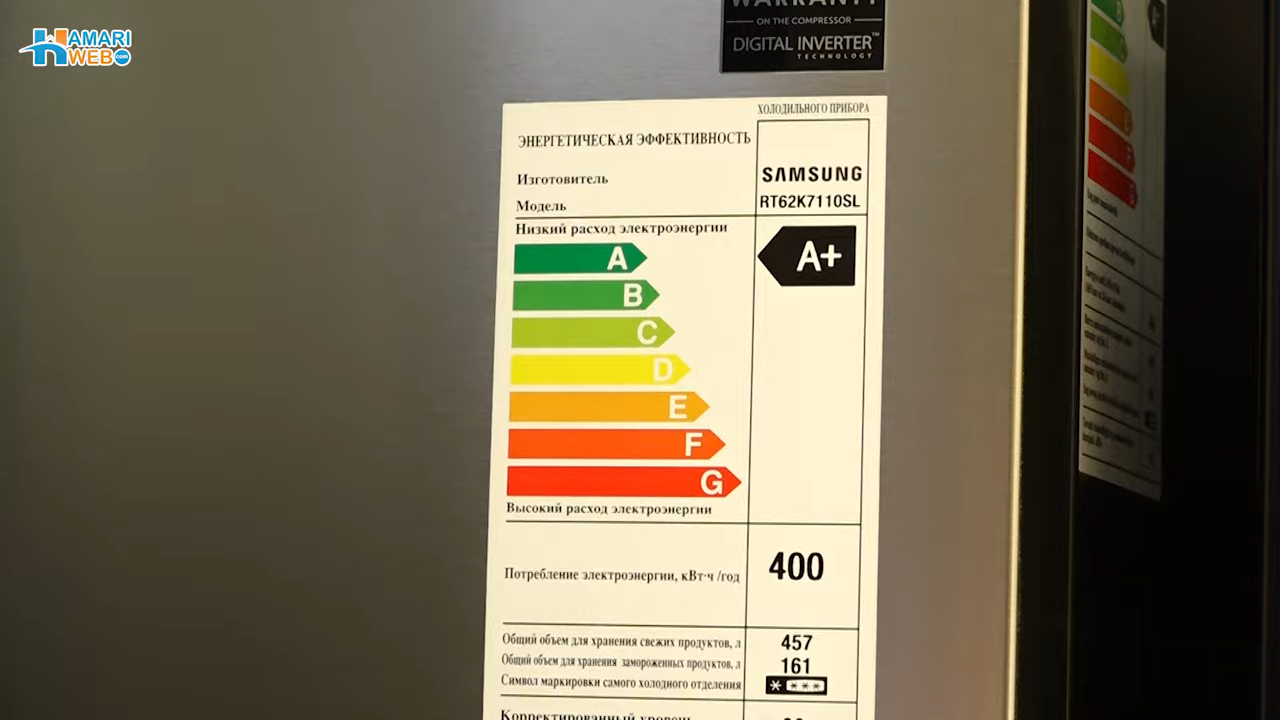 HAMARI
WEB.com
WARRANTY
ON THE COMPRESSOR
DIGITAL INVERTER™
TECHNOLOGY
ХОЛОДИЛЬНОГО ПРИБОРА
ЭНЕРГЕТИЧЕСКАЯ ЭФФЕКТИВНОСТЬ
Изготовитель SAMSUNG
Модель RT62K7110SL
Низкий расход электроэнергии
A A+
B
C
D
E
F
G
Высокий расход электроэнергии
Потребление электроэнергии, кВт·ч /год 400
Общий объем для хранения свежих продуктов, л 457
Общий объем для хранения замороженных продуктов, л 161
Символ маркировки самого холодного отделения
Корректированный уровень